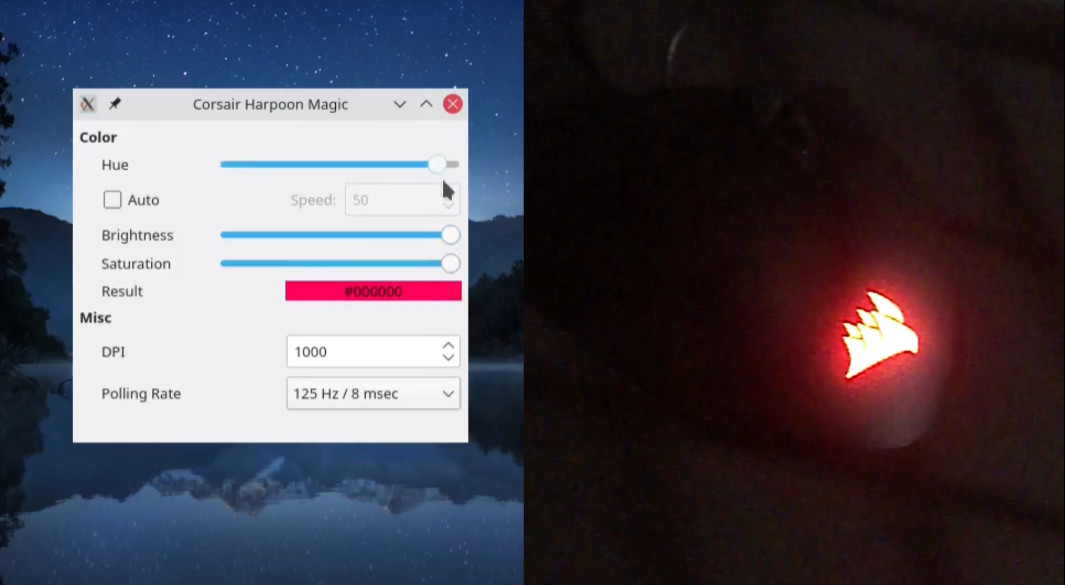 Corsair Harpoon Magic
Color
Hue
Auto Speed: 50
Brightness
Saturation
Result #000000
Misc
DPI 1000
Polling Rate 125 Hz / 8 msec